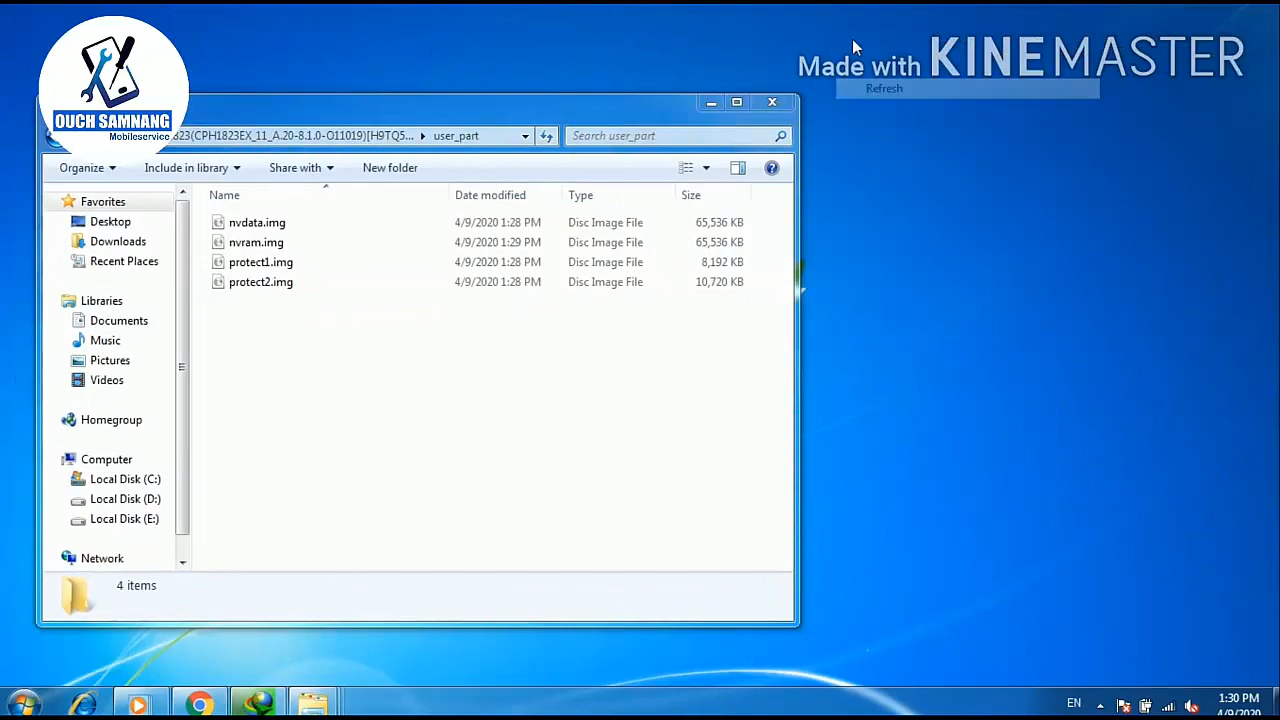 Made with KINEMASTER
Refresh
OUCH SAMNANG
Mobileservice
823(CPH1823EX_11_A.20-8.1.0-O11019)[H9TQ5... user_part
Search user_part
Organize Include in library Share with New folder
Favorites
Desktop
Downloads
Recent Places
Libraries
Documents
Music
Pictures
Videos
Homegroup
Computer
Local Disk (C:)
Local Disk (D:)
Local Disk (E:)
Network
Name Date modified Type Size
nvdata.img 4/9/2020 1:28 PM Disc Image File 65,536 KB
nvram.img 4/9/2020 1:29 PM Disc Image File 65,536 KB
protect1.img 4/9/2020 1:28 PM Disc Image File 8,192 KB
protect2.img 4/9/2020 1:28 PM Disc Image File 10,720 KB
4 items
EN
1:30 PM
4/9/2020